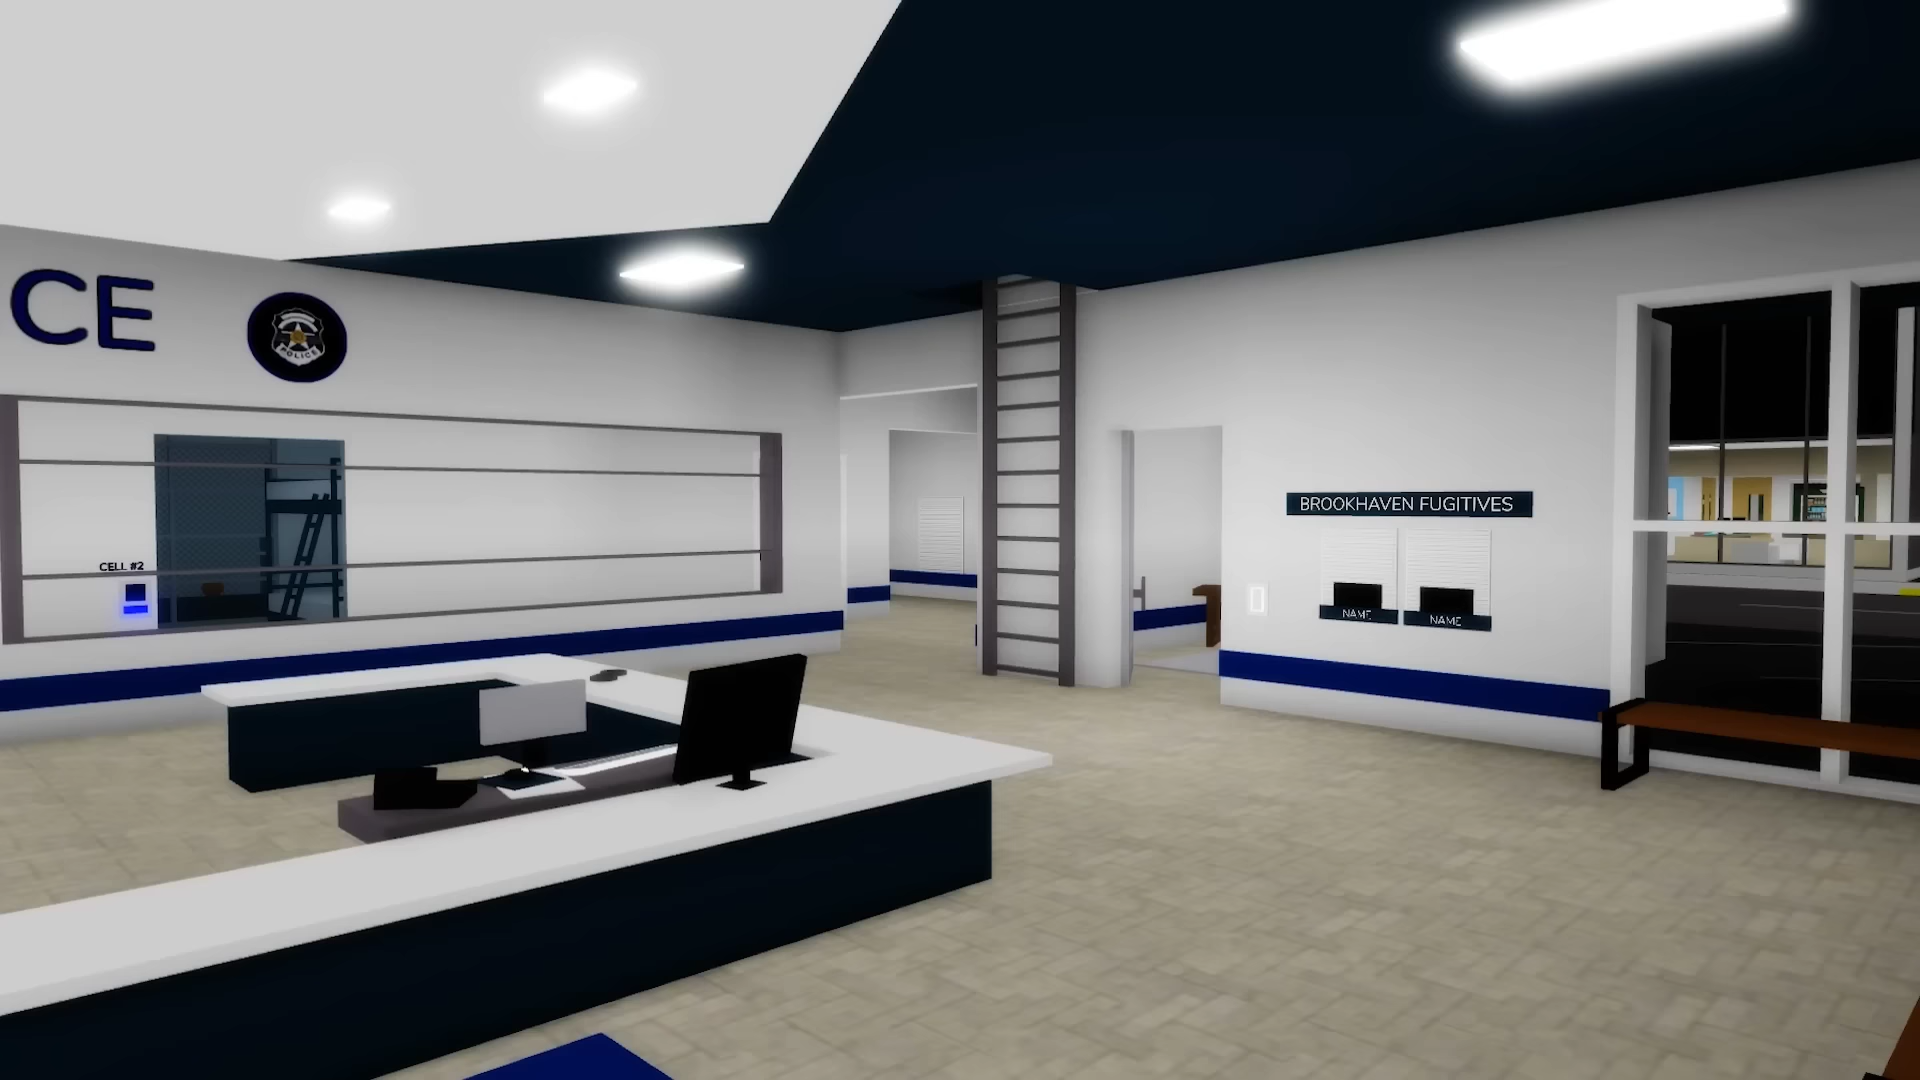 CE
POLICE
CELL #2
BROOKHAVEN FUGITIVES
NAME
NAME